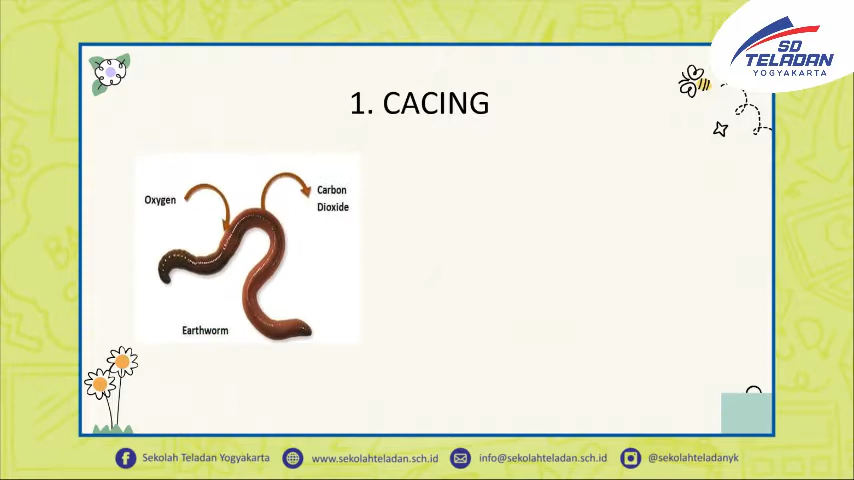 SD
TELADAN
YOGYAKARTA
1. CACING
Oxygen
Carbon
Dioxide
Earthworm
Sekolah Teladan Yogyakarta
www.sekolahteladan.sch.id
info@sekolahteladan.sch.id
@sekolahteladanyk